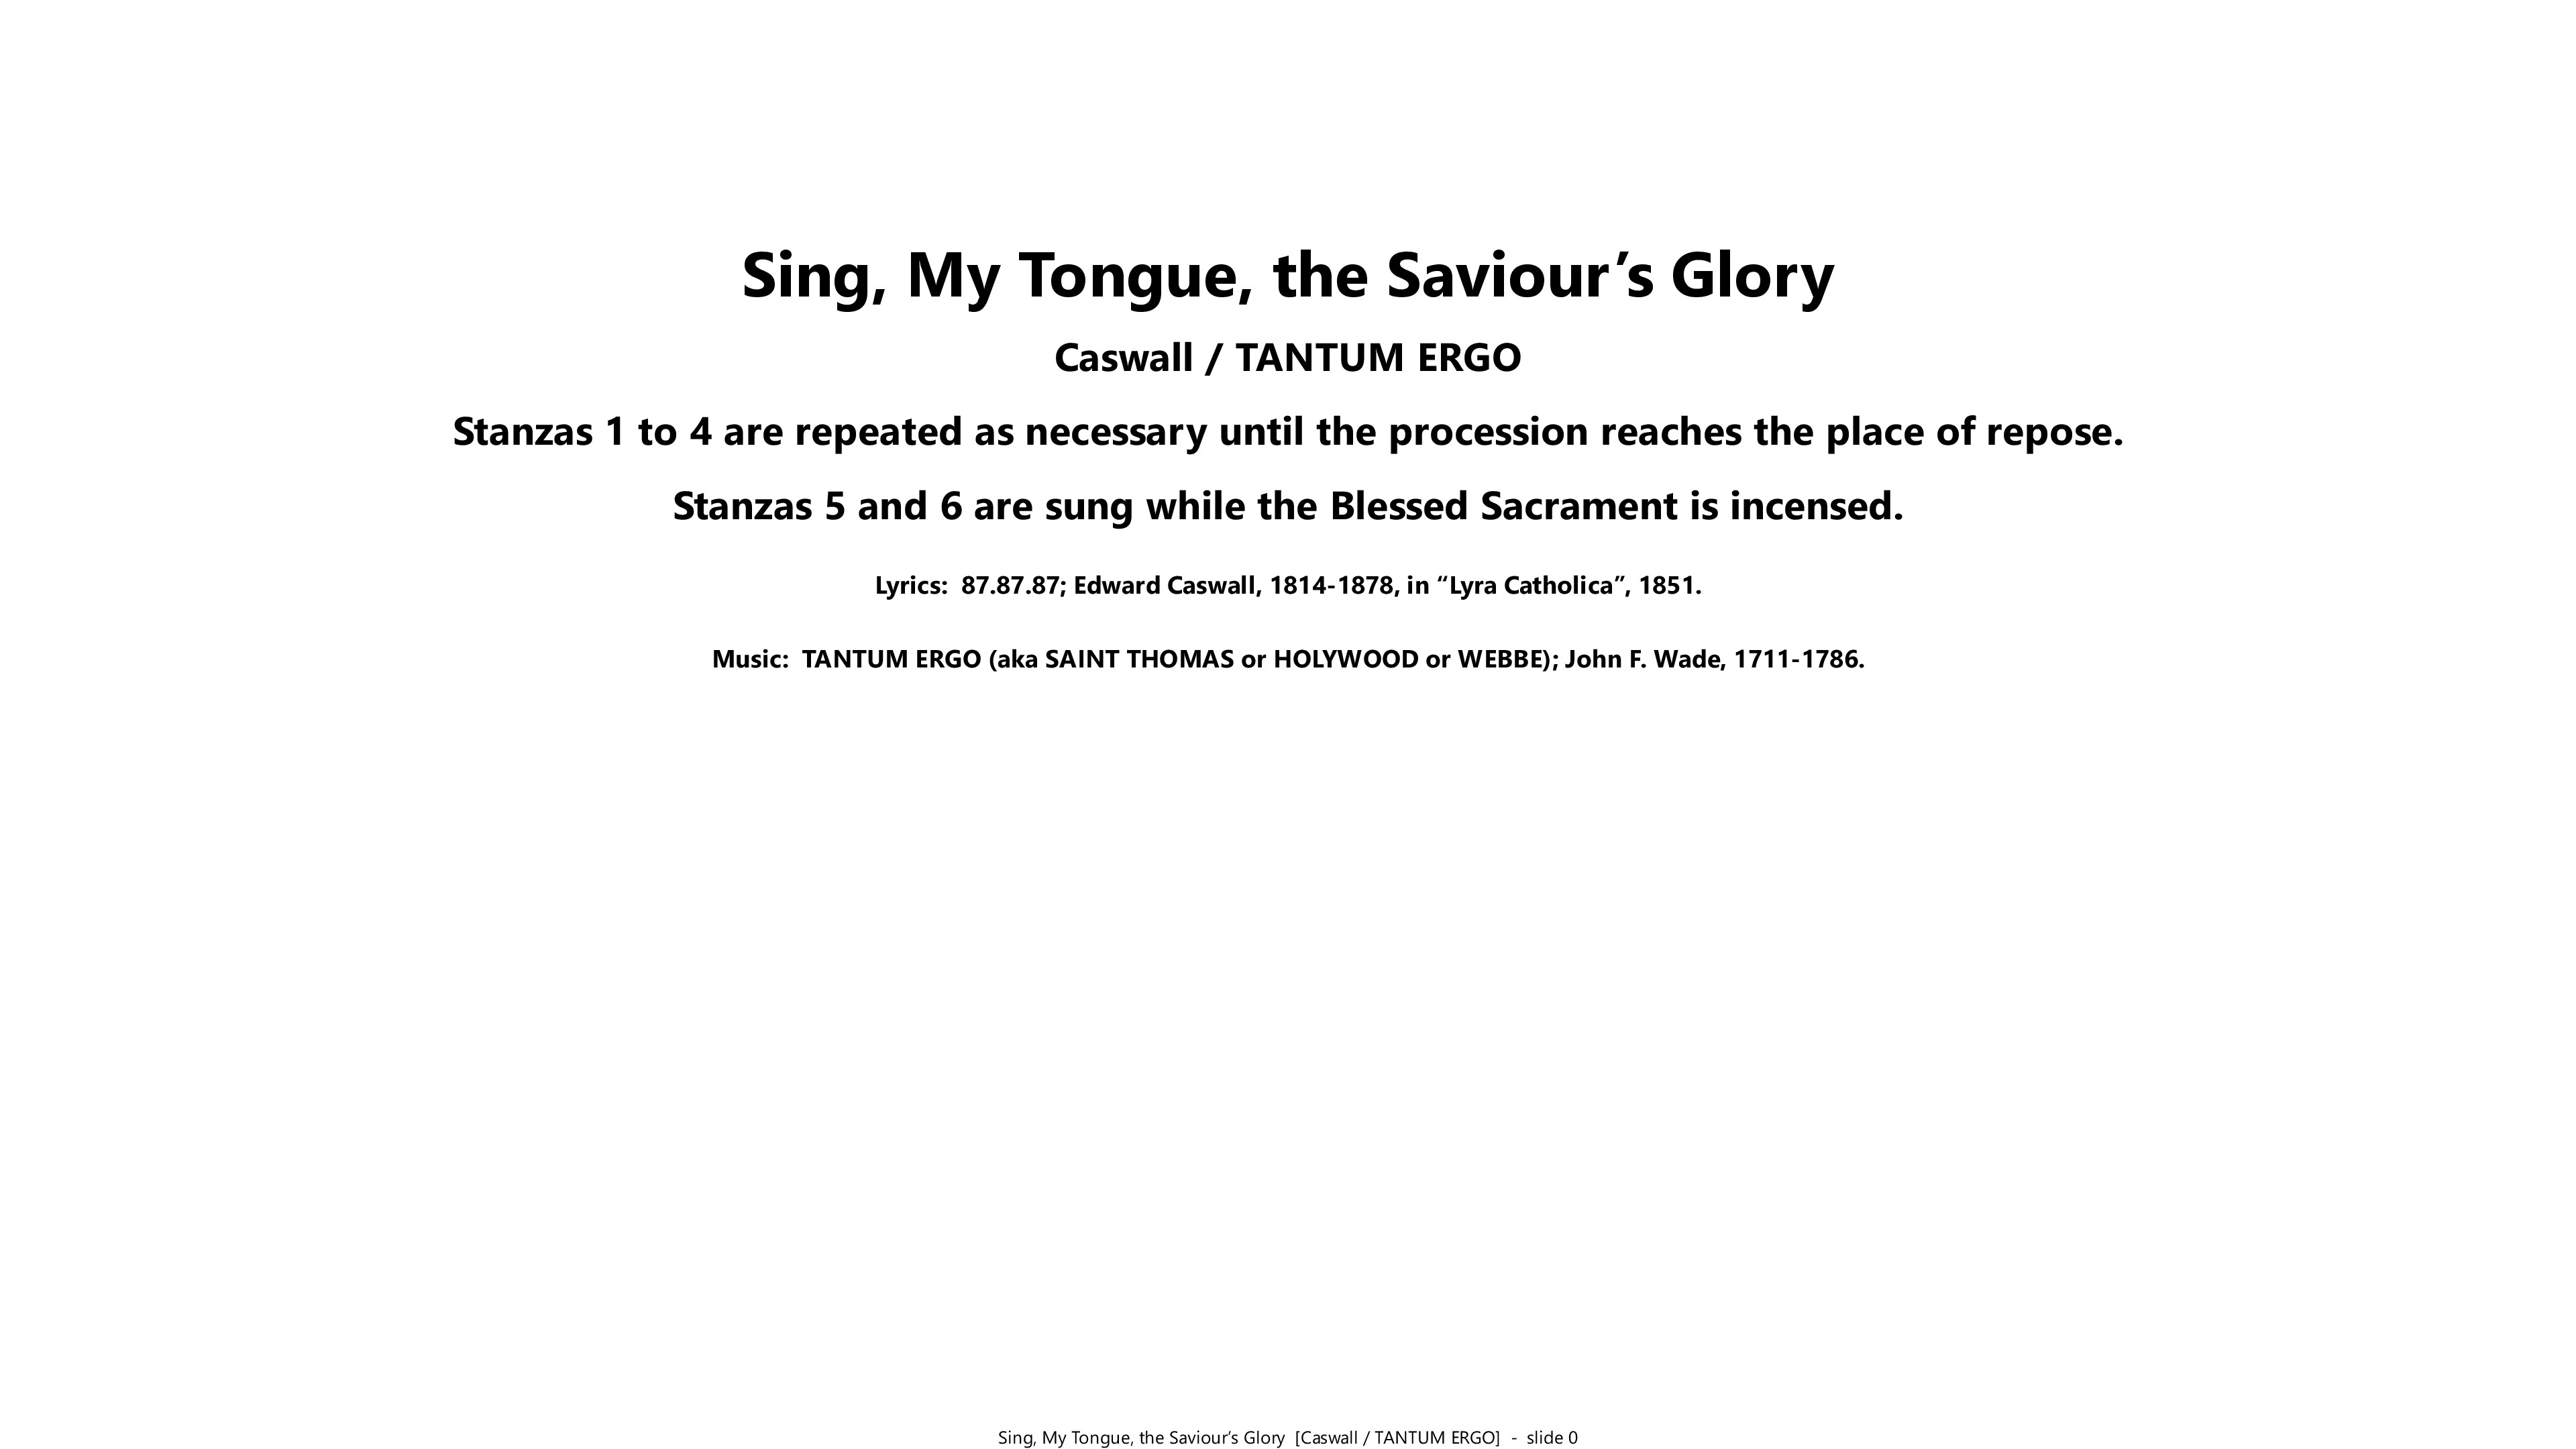 Sing, My Tongue, the Saviour’s Glory
Caswall / TANTUM ERGO
Stanzas 1 to 4 are repeated as necessary until the procession reaches the place of repose.
Stanzas 5 and 6 are sung while the Blessed Sacrament is incensed.
Lyrics:  87.87.87; Edward Caswall, 1814-1878, in “Lyra Catholica”, 1851.
Music:  TANTUM ERGO (aka SAINT THOMAS or HOLYWOOD or WEBBE); John F. Wade, 1711-1786.
Sing, My Tongue, the Saviour’s Glory  [Caswall / TANTUM ERGO]  -  slide 0